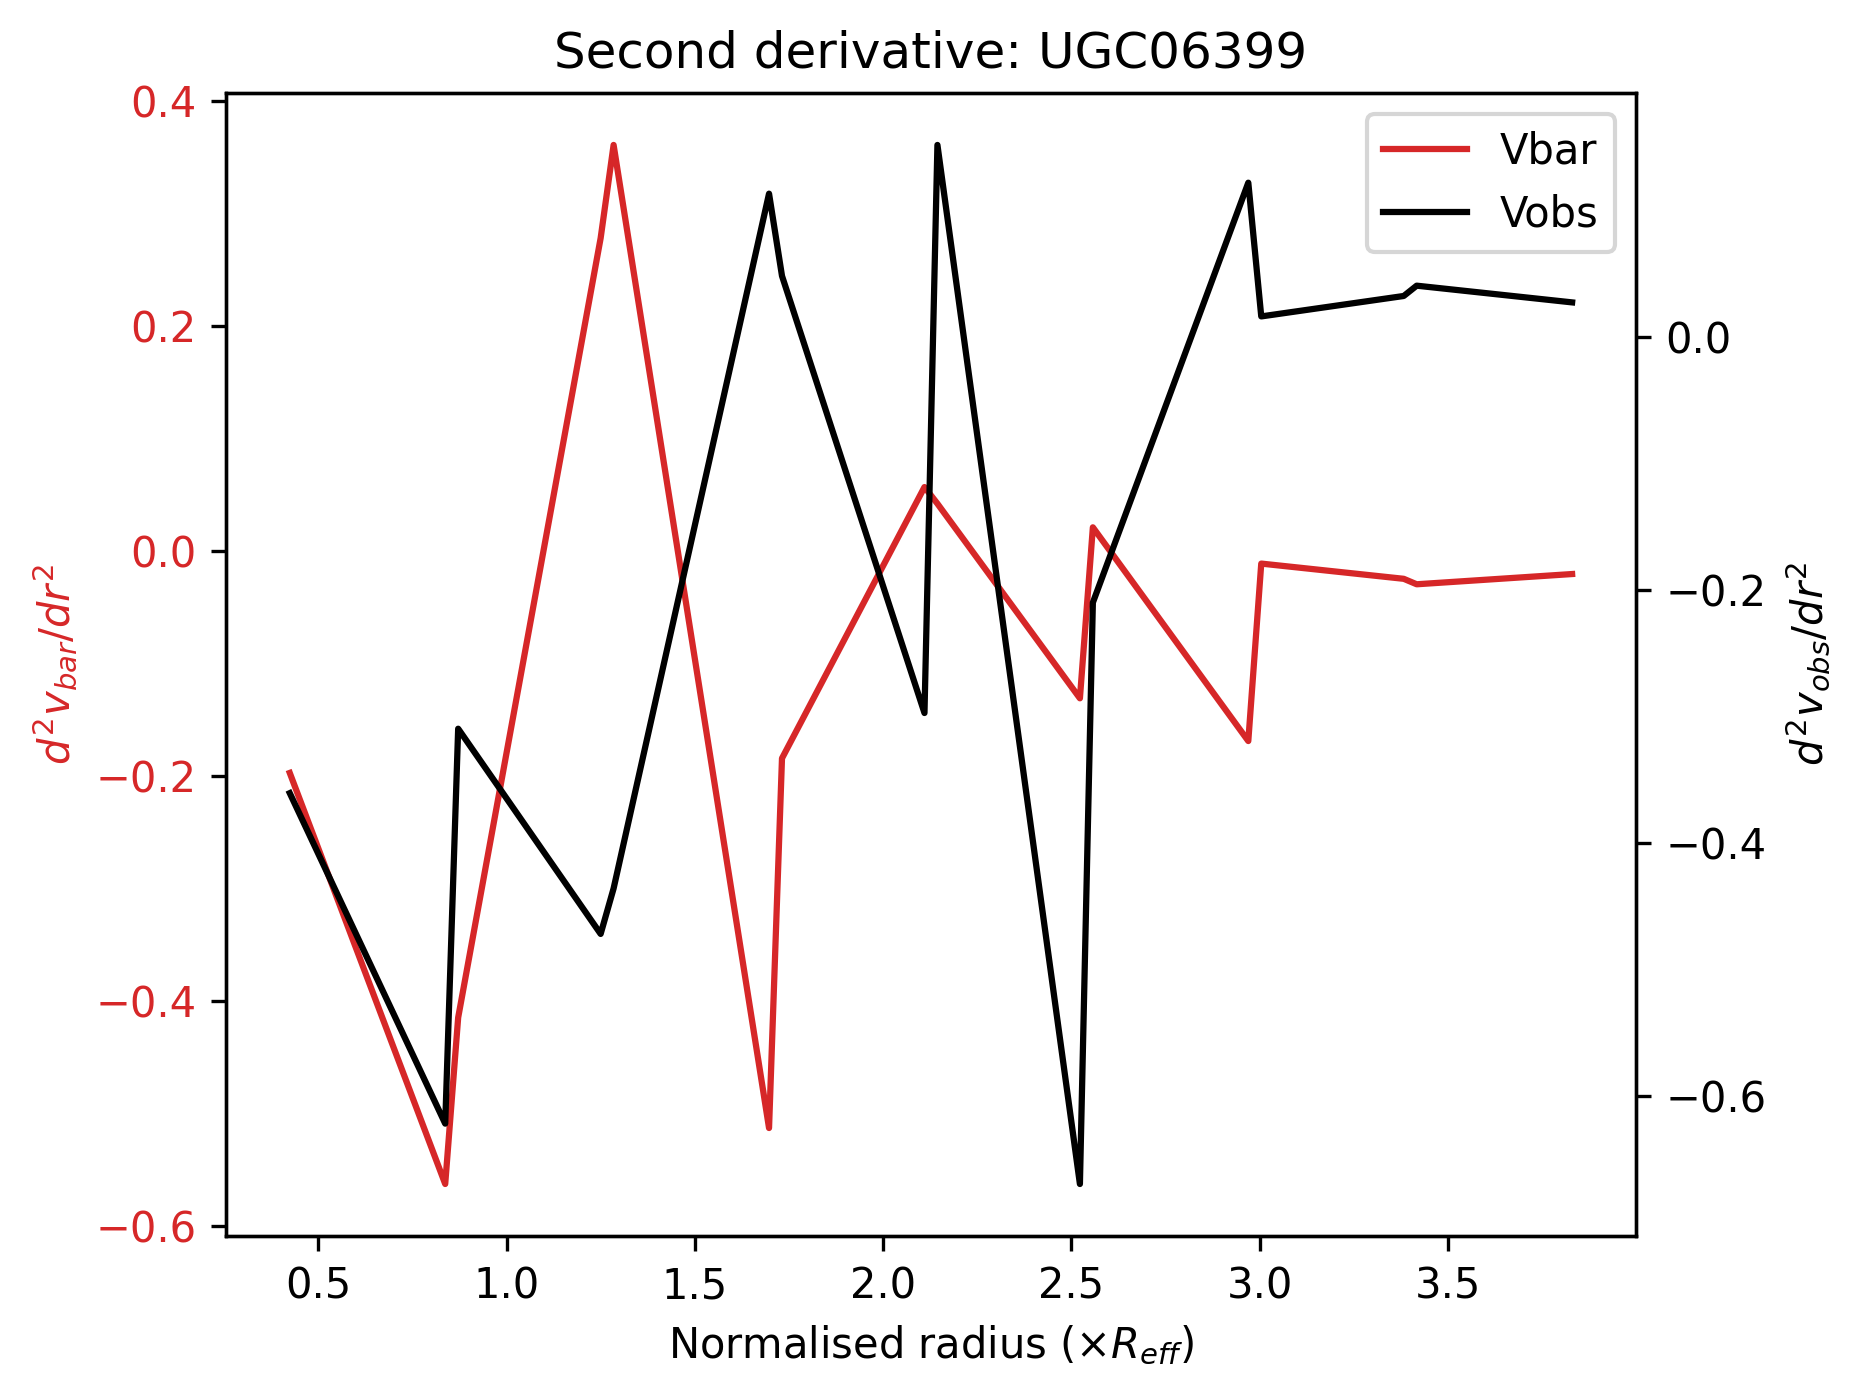 Second derivative: UGC06399
0.4
0.2
0.0
−0.2
−0.4
−0.6
d²v_bar/dr²
Vbar
Vobs
0.0
−0.2
−0.4
−0.6
d²v_obs/dr²
0.5 1.0 1.5 2.0 2.5 3.0 3.5
Normalised radius (×R_eff)